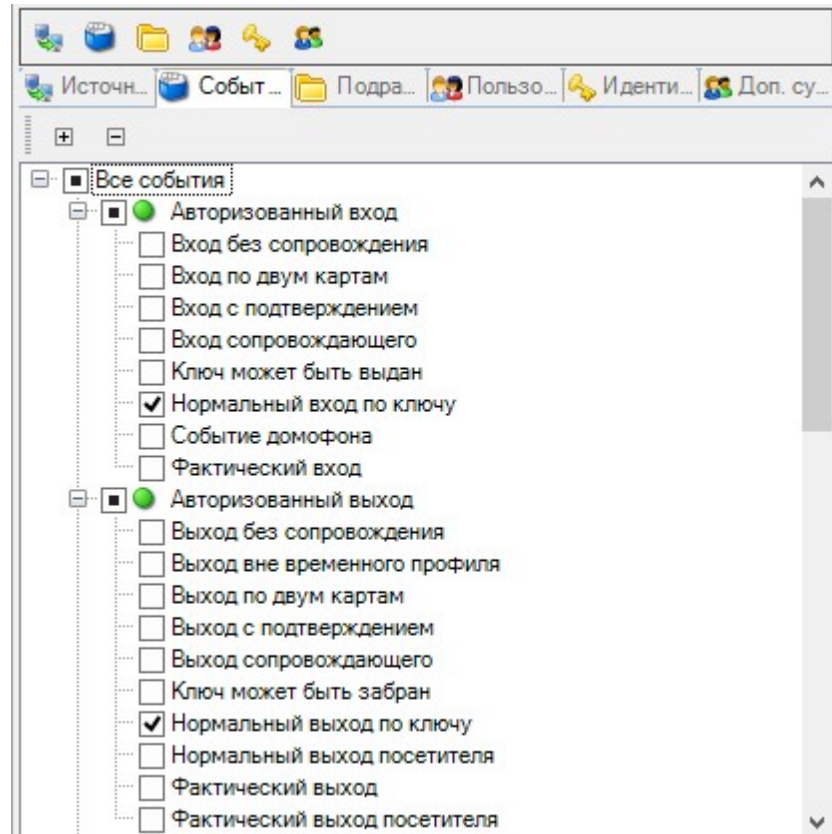 Источн... Событ... Подра... Пользо... Иденти... Доп. су...
Все события
Авторизованный вход
Вход без сопровождения
Вход по двум картам
Вход с подтверждением
Вход сопровождающего
Ключ может быть выдан
Нормальный вход по ключу
Событие домофона
Фактический вход
Авторизованный выход
Выход без сопровождения
Выход вне временного профиля
Выход по двум картам
Выход с подтверждением
Выход сопровождающего
Ключ может быть забран
Нормальный выход по ключу
Нормальный выход посетителя
Фактический выход
Фактический выход посетителя